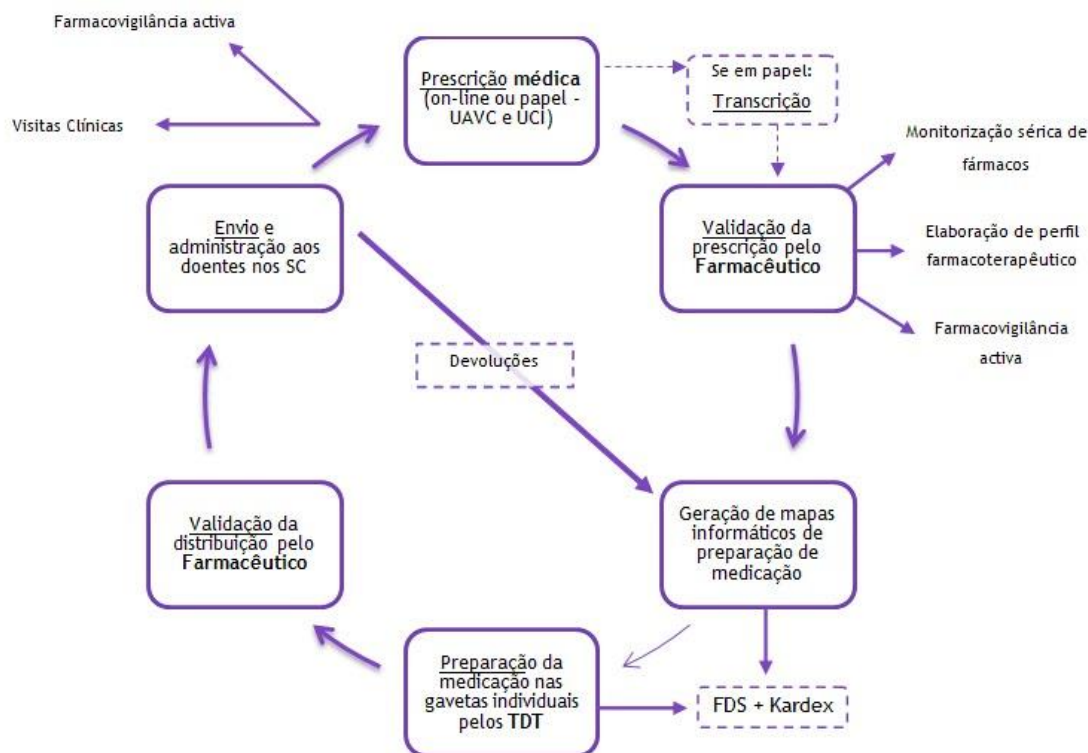 Farmacovigilância activa
Visitas Clínicas
Prescrição médica
(on-line ou papel -
UAVC e UCI)
Se em papel:
Transcrição
Monitorização sérica de
fármacos
Validação da
prescrição pelo
Farmacêutico
Elaboração de perfil
farmacoterapêutico
Farmacovigilância
activa
Envio e
administração aos
doentes nos SC
Devoluções
Geração de mapas
informáticos de
preparação de
medicação
Validação da
distribuição pelo
Farmacêutico
Preparação da
medicação nas
gavetas individuais
pelos TDT
FDS + Kardex